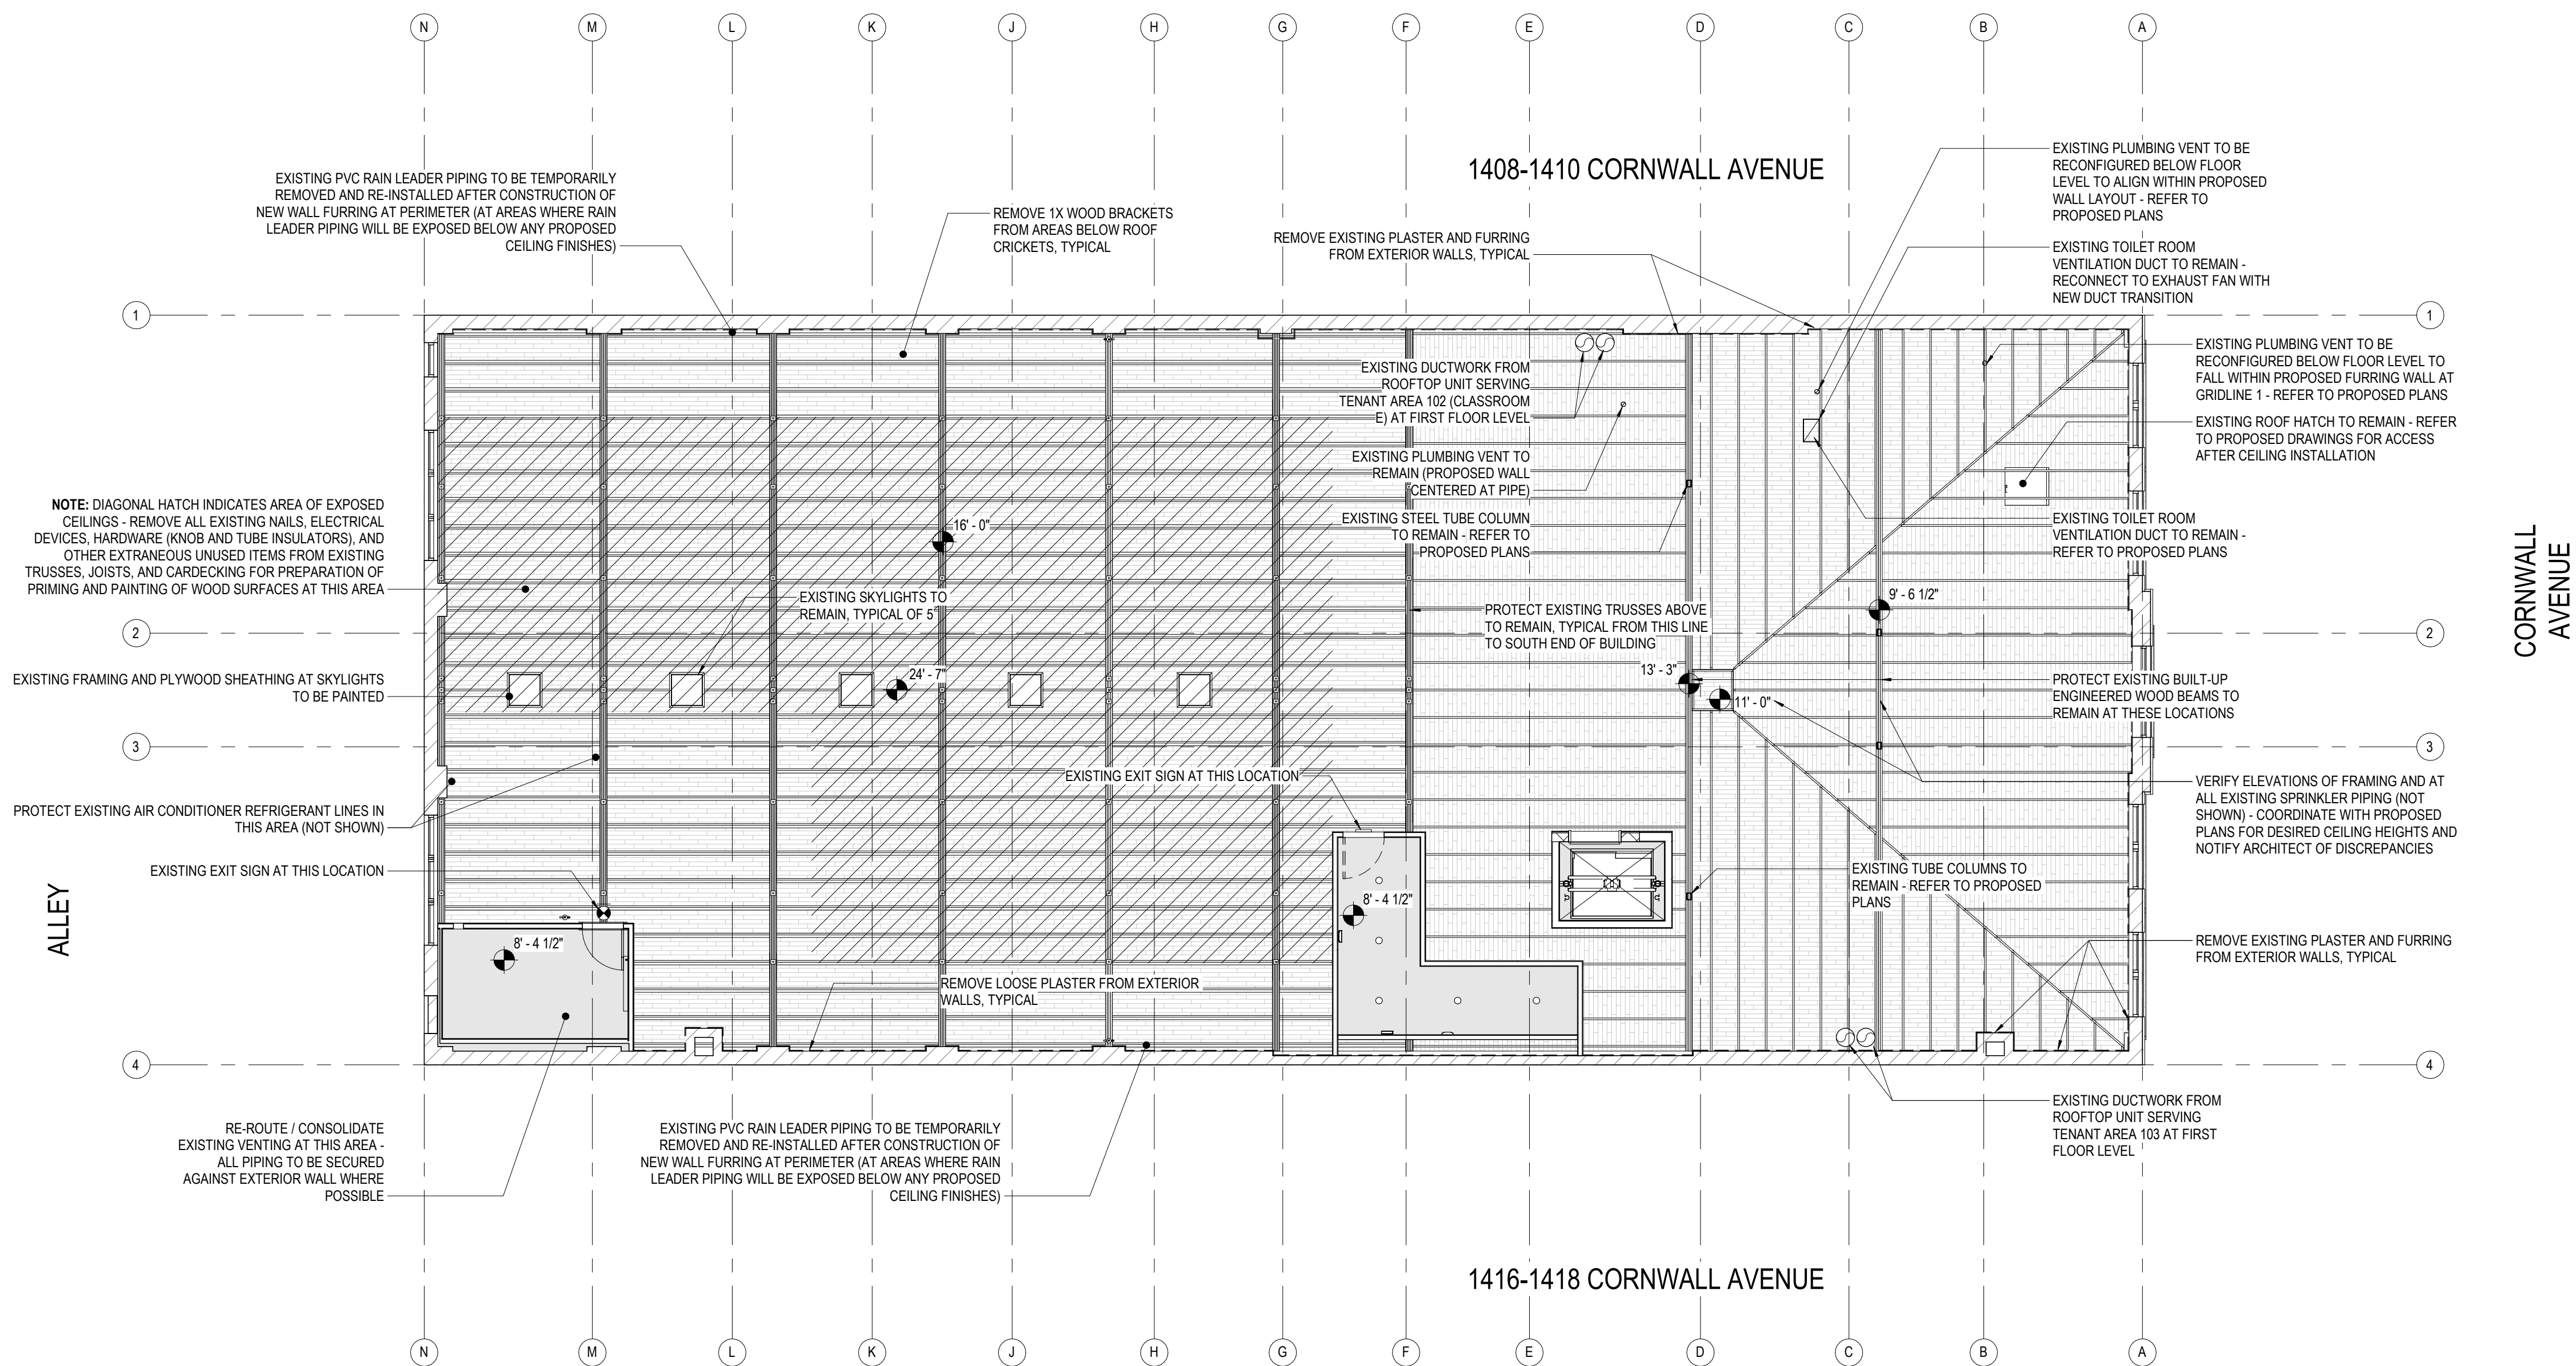 N
M
L
K
J
H
G
F
E
D
C
B
A
1408-1410 CORNWALL AVENUE
EXISTING PVC RAIN LEADER PIPING TO BE TEMPORARILY
REMOVED AND RE-INSTALLED AFTER CONSTRUCTION OF
NEW WALL FURRING AT PERIMETER (AT AREAS WHERE RAIN
LEADER PIPING WILL BE EXPOSED BELOW ANY PROPOSED
CEILING FINISHES)
REMOVE 1X WOOD BRACKETS
FROM AREAS BELOW ROOF
CRICKETS, TYPICAL
REMOVE EXISTING PLASTER AND FURRING
FROM EXTERIOR WALLS, TYPICAL
EXISTING PLUMBING VENT TO BE
RECONFIGURED BELOW FLOOR
LEVEL TO ALIGN WITHIN PROPOSED
WALL LAYOUT - REFER TO
PROPOSED PLANS
EXISTING TOILET ROOM
VENTILATION DUCT TO REMAIN -
RECONNECT TO EXHAUST FAN WITH
NEW DUCT TRANSITION
1
1
EXISTING PLUMBING VENT TO BE
RECONFIGURED BELOW FLOOR LEVEL TO
FALL WITHIN PROPOSED FURRING WALL AT
GRIDLINE 1 - REFER TO PROPOSED PLANS
EXISTING DUCTWORK FROM
ROOFTOP UNIT SERVING
TENANT AREA 102 (CLASSROOM
E) AT FIRST FLOOR LEVEL
EXISTING ROOF HATCH TO REMAIN - REFER
TO PROPOSED DRAWINGS FOR ACCESS
AFTER CEILING INSTALLATION
EXISTING PLUMBING VENT TO
REMAIN (PROPOSED WALL
CENTERED AT PIPE)
NOTE: DIAGONAL HATCH INDICATES AREA OF EXPOSED
CEILINGS - REMOVE ALL EXISTING NAILS, ELECTRICAL
DEVICES, HARDWARE (KNOB AND TUBE INSULATORS), AND
OTHER EXTRANEOUS UNUSED ITEMS FROM EXISTING
TRUSSES, JOISTS, AND CARDECKING FOR PREPARATION OF
PRIMING AND PAINTING OF WOOD SURFACES AT THIS AREA
16' - 0"
EXISTING STEEL TUBE COLUMN
TO REMAIN - REFER TO
PROPOSED PLANS
EXISTING TOILET ROOM
VENTILATION DUCT TO REMAIN -
REFER TO PROPOSED PLANS
CORNWALL
AVENUE
EXISTING SKYLIGHTS TO
REMAIN, TYPICAL OF 5
9' - 6 1/2"
PROTECT EXISTING TRUSSES ABOVE
TO REMAIN, TYPICAL FROM THIS LINE
TO SOUTH END OF BUILDING
2
2
EXISTING FRAMING AND PLYWOOD SHEATHING AT SKYLIGHTS
TO BE PAINTED
24' - 7"
13' - 3"
11' - 0"
PROTECT EXISTING BUILT-UP
ENGINEERED WOOD BEAMS TO
REMAIN AT THESE LOCATIONS
3
3
EXISTING EXIT SIGN AT THIS LOCATION
PROTECT EXISTING AIR CONDITIONER REFRIGERANT LINES IN
THIS AREA (NOT SHOWN)
VERIFY ELEVATIONS OF FRAMING AND AT
ALL EXISTING SPRINKLER PIPING (NOT
SHOWN) - COORDINATE WITH PROPOSED
PLANS FOR DESIRED CEILING HEIGHTS AND
NOTIFY ARCHITECT OF DISCREPANCIES
EXISTING EXIT SIGN AT THIS LOCATION
EXISTING TUBE COLUMNS TO
REMAIN - REFER TO PROPOSED
PLANS
8' - 4 1/2"
ALLEY
8' - 4 1/2"
REMOVE EXISTING PLASTER AND FURRING
FROM EXTERIOR WALLS, TYPICAL
REMOVE LOOSE PLASTER FROM EXTERIOR
WALLS, TYPICAL
4
4
EXISTING DUCTWORK FROM
ROOFTOP UNIT SERVING
TENANT AREA 103 AT FIRST
FLOOR LEVEL
RE-ROUTE / CONSOLIDATE
EXISTING VENTING AT THIS AREA -
ALL PIPING TO BE SECURED
AGAINST EXTERIOR WALL WHERE
POSSIBLE
EXISTING PVC RAIN LEADER PIPING TO BE TEMPORARILY
REMOVED AND RE-INSTALLED AFTER CONSTRUCTION OF
NEW WALL FURRING AT PERIMETER (AT AREAS WHERE RAIN
LEADER PIPING WILL BE EXPOSED BELOW ANY PROPOSED
CEILING FINISHES)
1416-1418 CORNWALL AVENUE
N
M
L
K
J
H
G
F
E
D
C
B
A